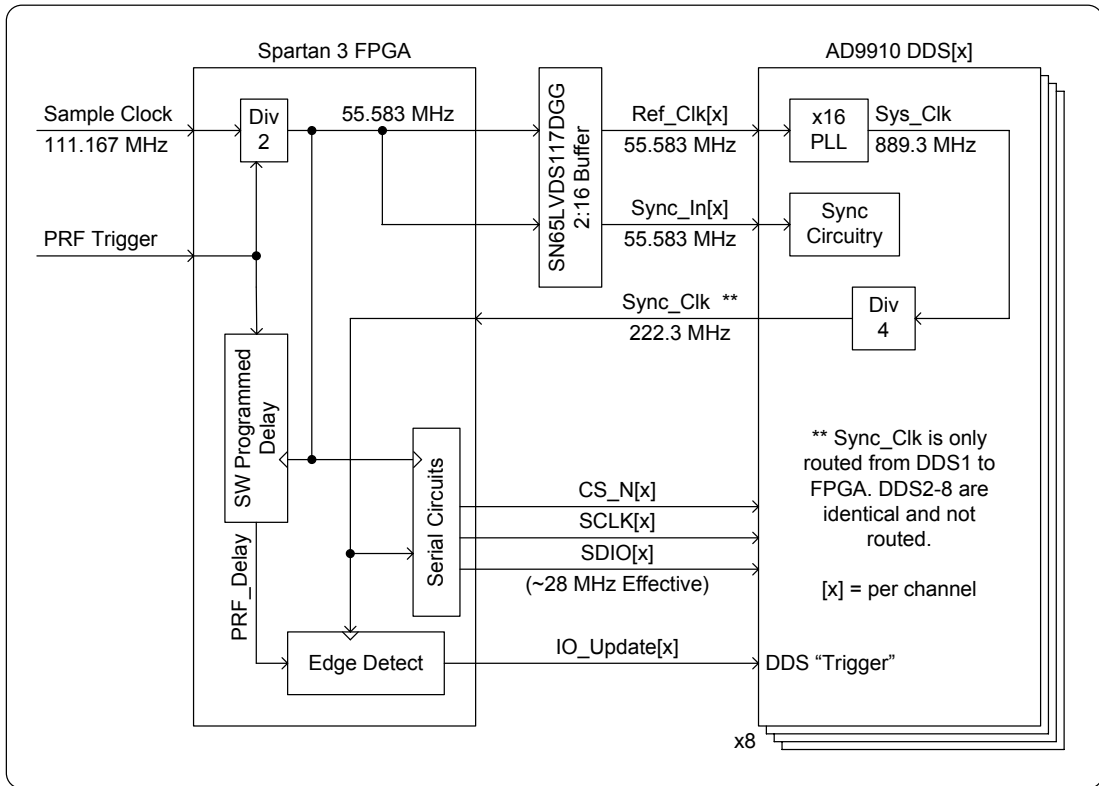 Spartan 3 FPGA
AD9910 DDS[x]
Sample Clock
111.167 MHz
Div
2
55.583 MHz
SN65LVDS117DGG
2:16 Buffer
Ref_Clk[x]
55.583 MHz
x16
PLL
Sys_Clk
889.3 MHz
PRF Trigger
Sync_In[x]
55.583 MHz
Sync
Circuitry
Sync_Clk **
222.3 MHz
Div
4
SW Programmed
Delay
Serial Circuits
** Sync_Clk is only
routed from DDS1 to
FPGA. DDS2-8 are
identical and not
routed.
[x] = per channel
CS_N[x]
SCLK[x]
SDIO[x]
(~28 MHz Effective)
PRF_Delay
Edge Detect
IO_Update[x]
DDS “Trigger”
x8